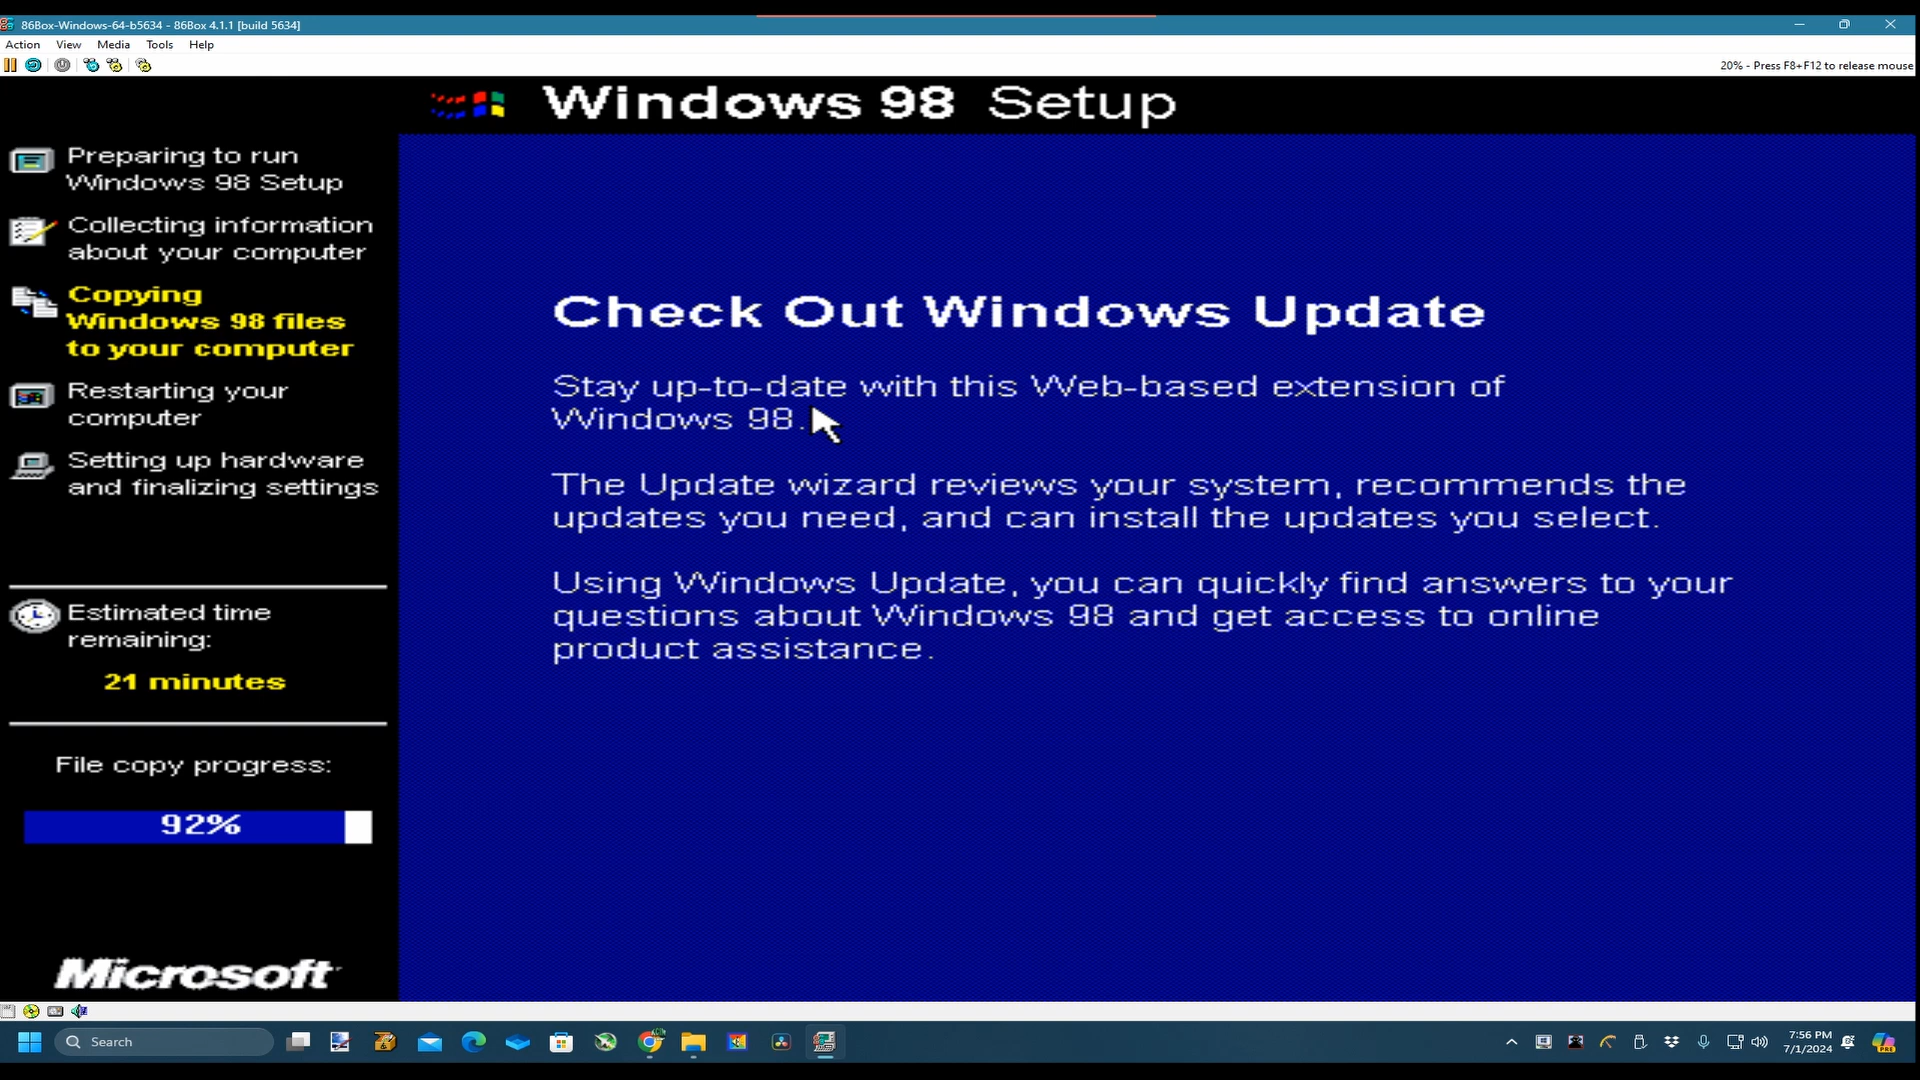 86Box-Windows-64-b5634 - 86Box 4.1.1 [build 5634]
Action View Media Tools Help
20% - Press F8+F12 to release mouse
Windows 98 Setup
Preparing to run
Windows 98 Setup
Collecting information
about your computer
Copying
Windows 98 files
to your computer
Restarting your
computer
Setting up hardware
and finalizing settings
Estimated time
remaining:
21 minutes
File copy progress:
92%
Microsoft
Check Out Windows Update
Stay up-to-date with this Web-based extension of
Windows 98.
The Update wizard reviews your system, recommends the
updates you need, and can install the updates you select.
Using Windows Update, you can quickly find answers to your
questions about Windows 98 and get access to online
product assistance.
Search
7:56 PM
7/1/2024
PRE